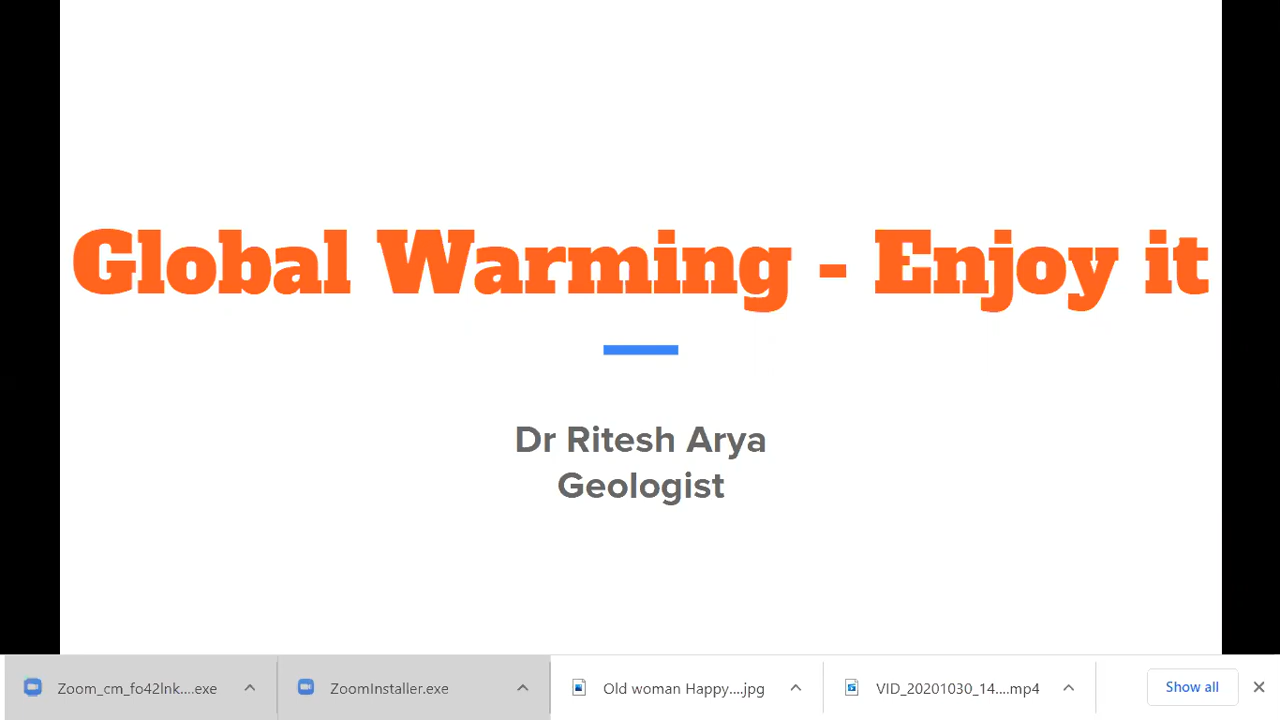 Global Warming - Enjoy it
Dr Ritesh Arya
Geologist
Zoom_cm_fo42lnk....exe
ZoomInstaller.exe
Old woman Happy....jpg
VID_20201030_14....mp4
Show all